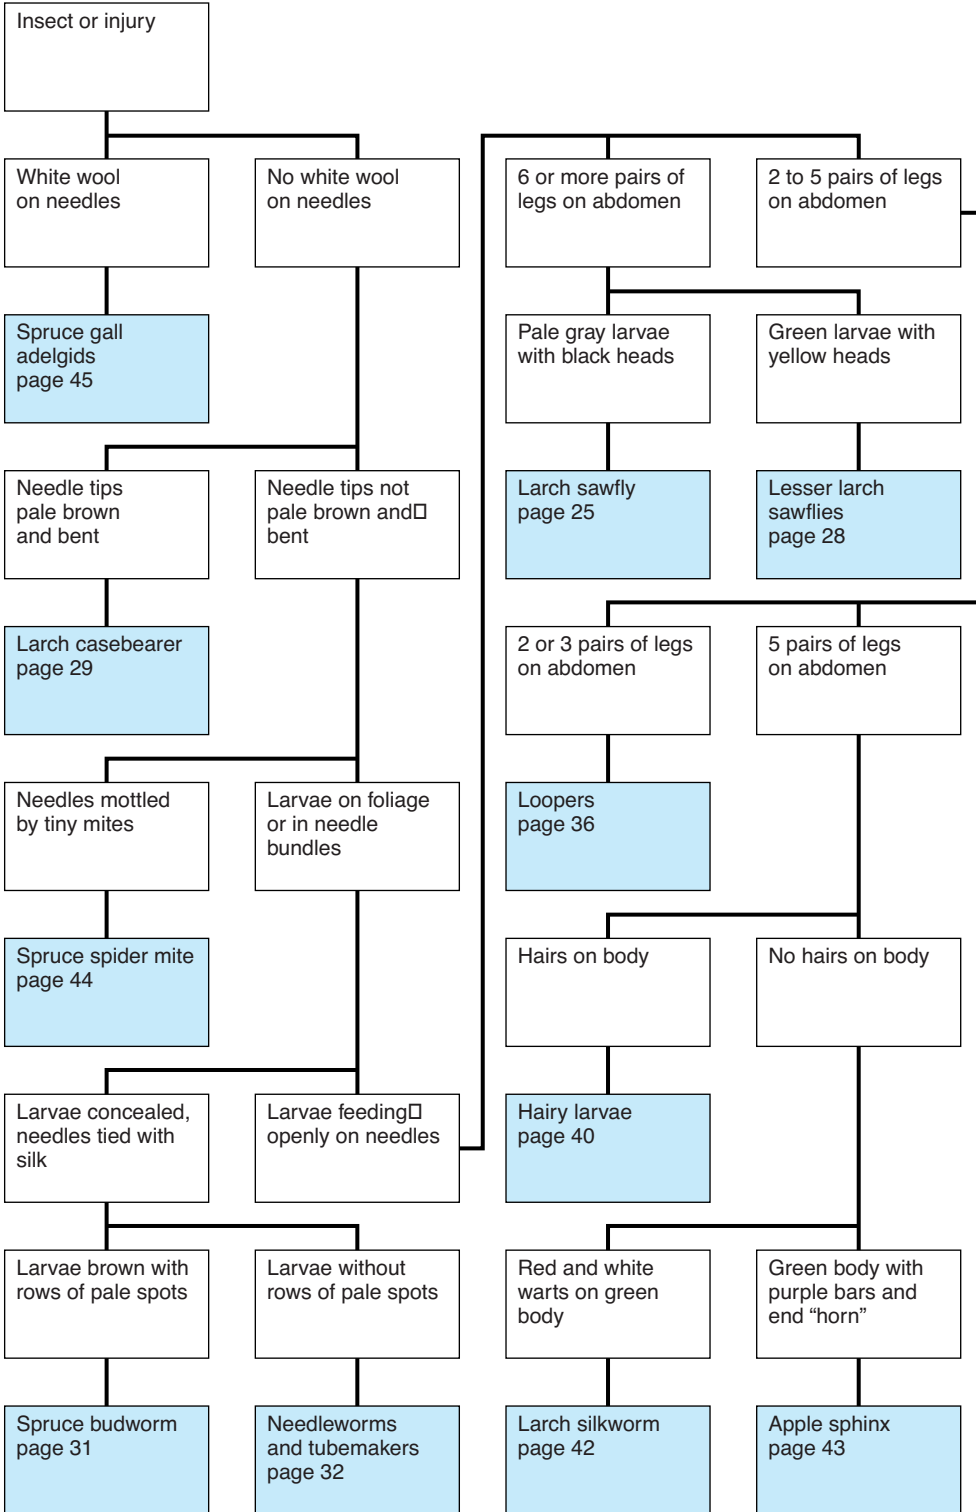 Insect or injury
White wool
on needles
No white wool
on needles
Spruce gall
adelgids
page 45
Needle tips
pale brown
and bent
Needle tips not
pale brown and□
bent
Larch casebearer
page 29
Needles mottled
by tiny mites
Larvae on foliage
or in needle
bundles
Spruce spider mite
page 44
Larvae concealed,
needles tied with
silk
Larvae feeding□
openly on needles
Larvae brown with
rows of pale spots
Larvae without
rows of pale spots
Spruce budworm
page 31
Needleworms
and tubemakers
page 32
6 or more pairs of
legs on abdomen
2 to 5 pairs of legs
on abdomen
Pale gray larvae
with black heads
Green larvae with
yellow heads
Larch sawfly
page 25
Lesser larch
sawflies
page 28
2 or 3 pairs of legs
on abdomen
5 pairs of legs
on abdomen
Loopers
page 36
Hairs on body
No hairs on body
Hairy larvae
page 40
Red and white
warts on green
body
Green body with
purple bars and
end “horn”
Larch silkworm
page 42
Apple sphinx
page 43